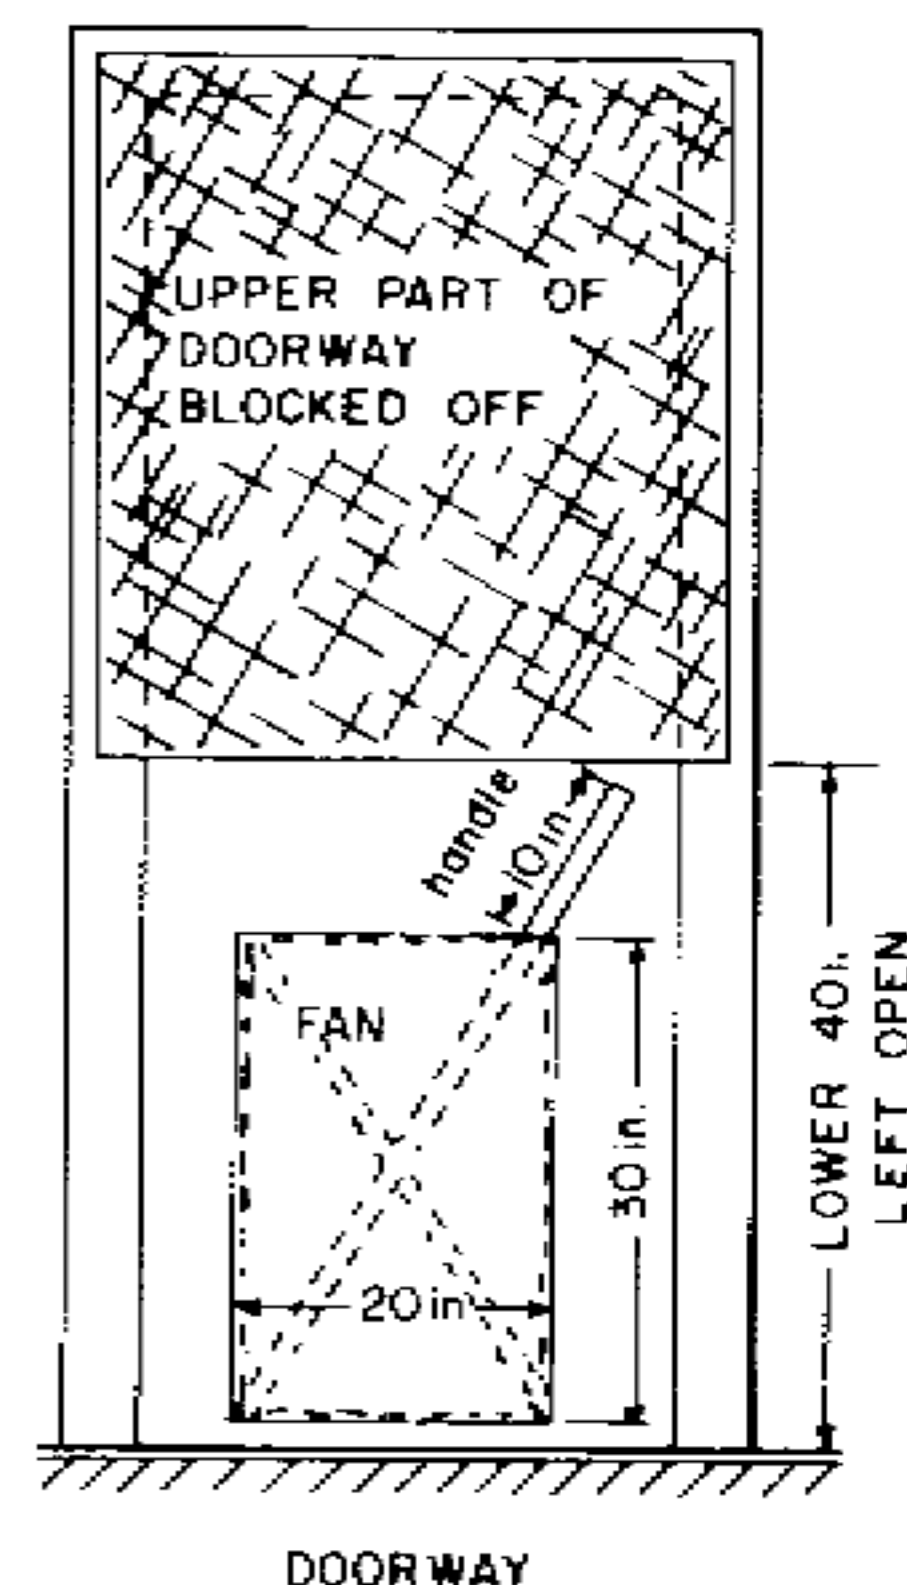 UPPER PART OF
DOORWAY
BLOCKED OFF
handle
10 in.
FAN
30 in.
20 in
LOWER 40
LEFT OPEN
DOORWAY